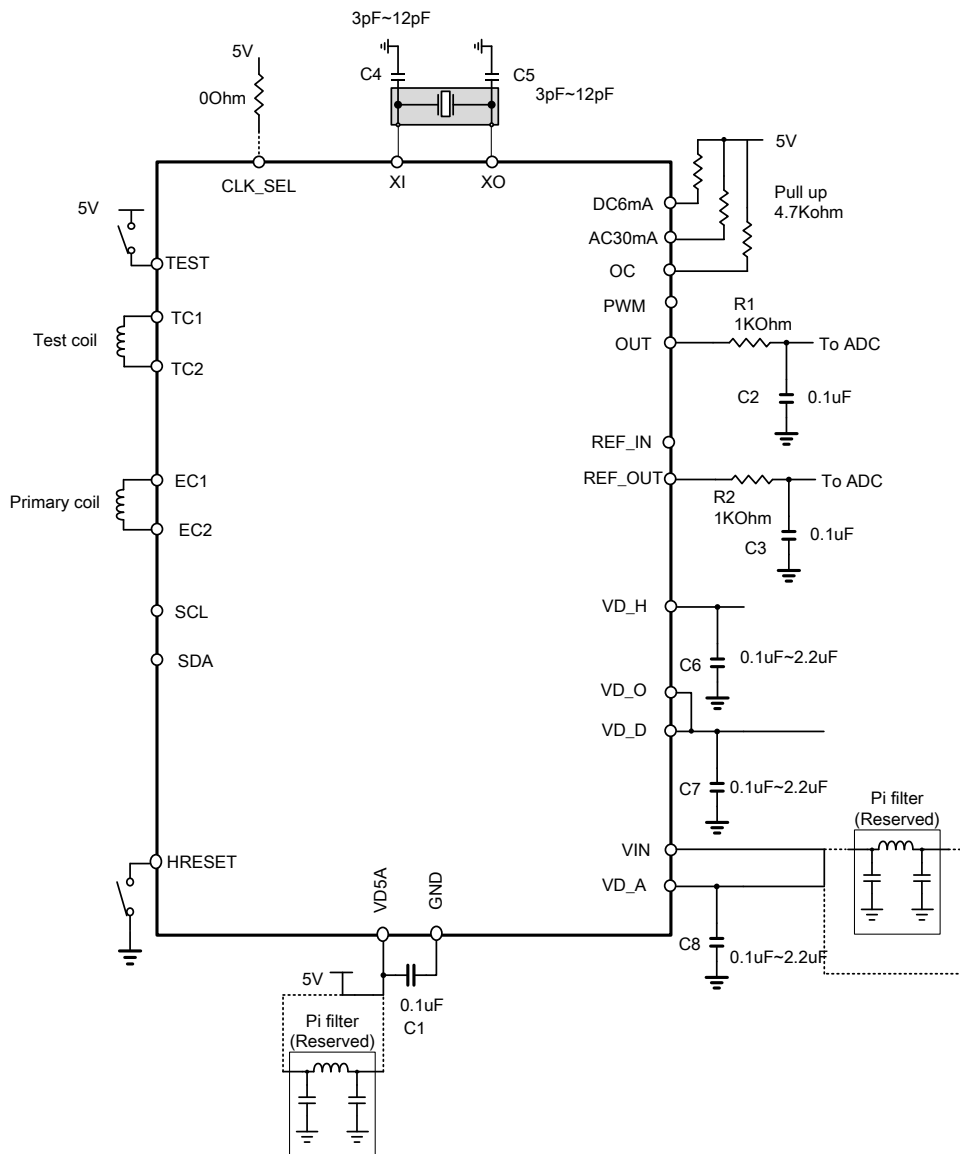 3pF~12pF
5V
C4
C5
3pF~12pF
0Ohm
CLK_SEL
XI
XO
5V
Pull up
4.7Kohm
DC6mA
AC30mA
OC
PWM
OUT
R1
1KOhm
To ADC
C2
0.1uF
5V
TEST
TC1
Test coil
TC2
REF_IN
REF_OUT
R2
1KOhm
To ADC
C3
0.1uF
EC1
Primary coil
EC2
SCL
SDA
VD_H
C6
0.1uF~2.2uF
VD_O
VD_D
C7
0.1uF~2.2uF
Pi filter
(Reserved)
VIN
VD_A
C8
0.1uF~2.2uF
HRESET
VD5A
GND
5V
0.1uF
C1
Pi filter
(Reserved)